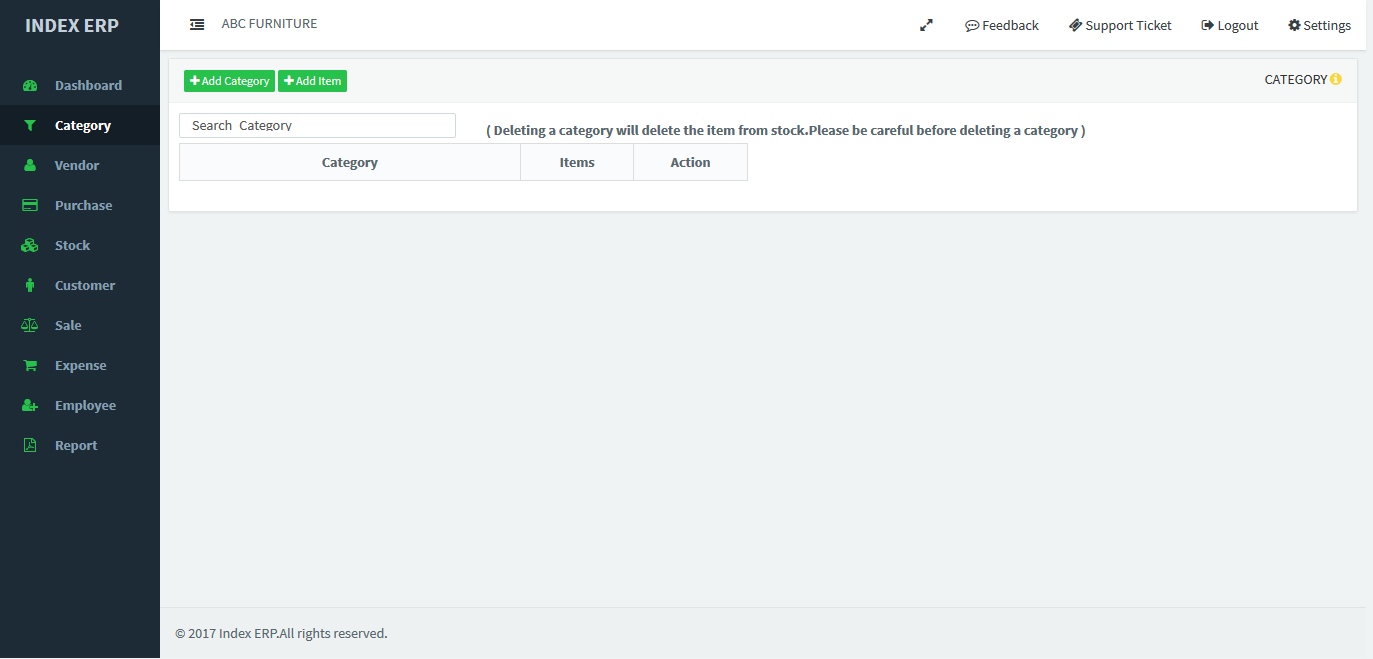 INDEX ERP
ABC FURNITURE
Feedback
Support Ticket
Logout
Settings
Dashboard
Category
Vendor
Purchase
Stock
Customer
Sale
Expense
Employee
Report
Add Category
Add Item
CATEGORY
Search Category
( Deleting a category will delete the item from stock.Please be careful before deleting a category )
Category Items Action
© 2017 Index ERP.All rights reserved.